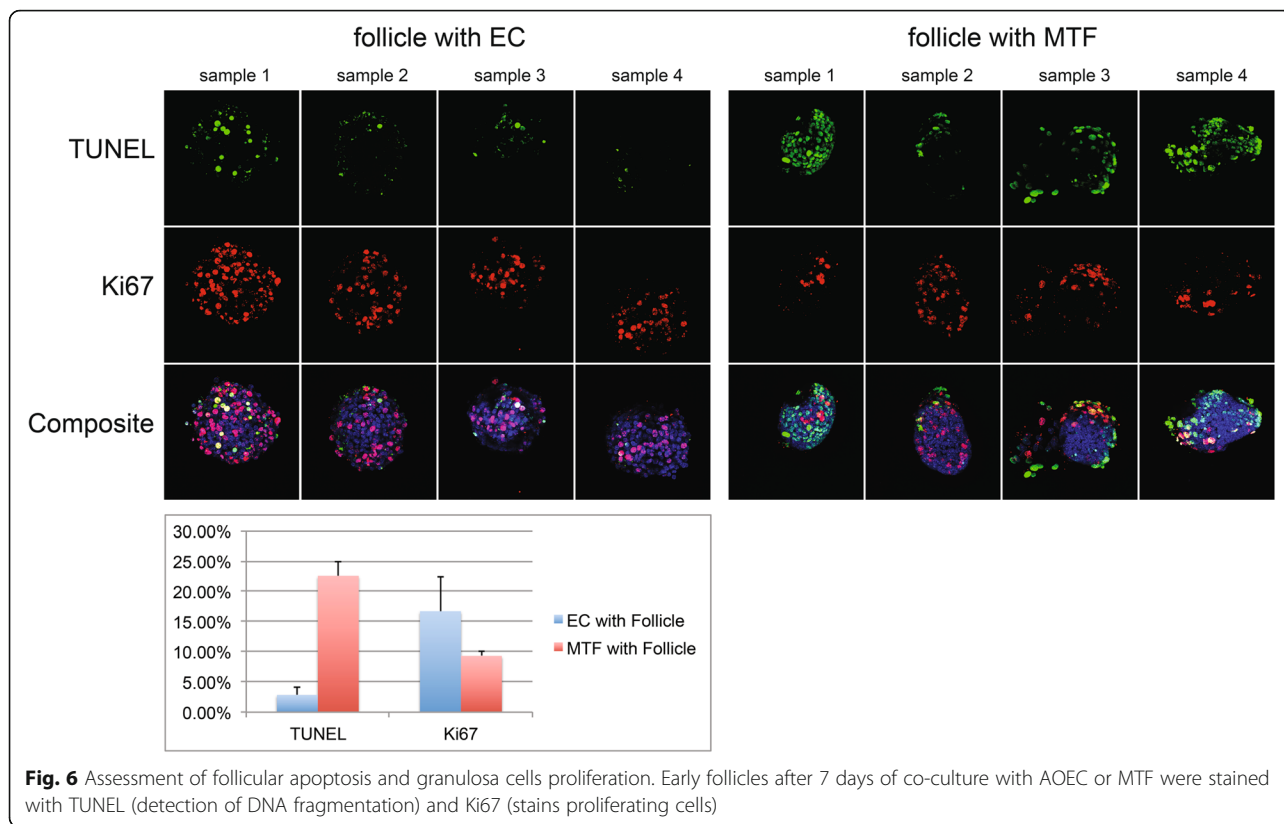 follicle with EC
follicle with MTF
sample 1 sample 2 sample 3 sample 4
sample 1 sample 2 sample 3 sample 4
TUNEL
Ki67
Composite
30.00%
25.00%
20.00%
15.00%
10.00%
5.00%
0.00%
TUNEL Ki67
EC with Follicle
MTF with Follicle
Fig. 6 Assessment of follicular apoptosis and granulosa cells proliferation. Early follicles after 7 days of co-culture with AOEC or MTF were stained
with TUNEL (detection of DNA fragmentation) and Ki67 (stains proliferating cells)